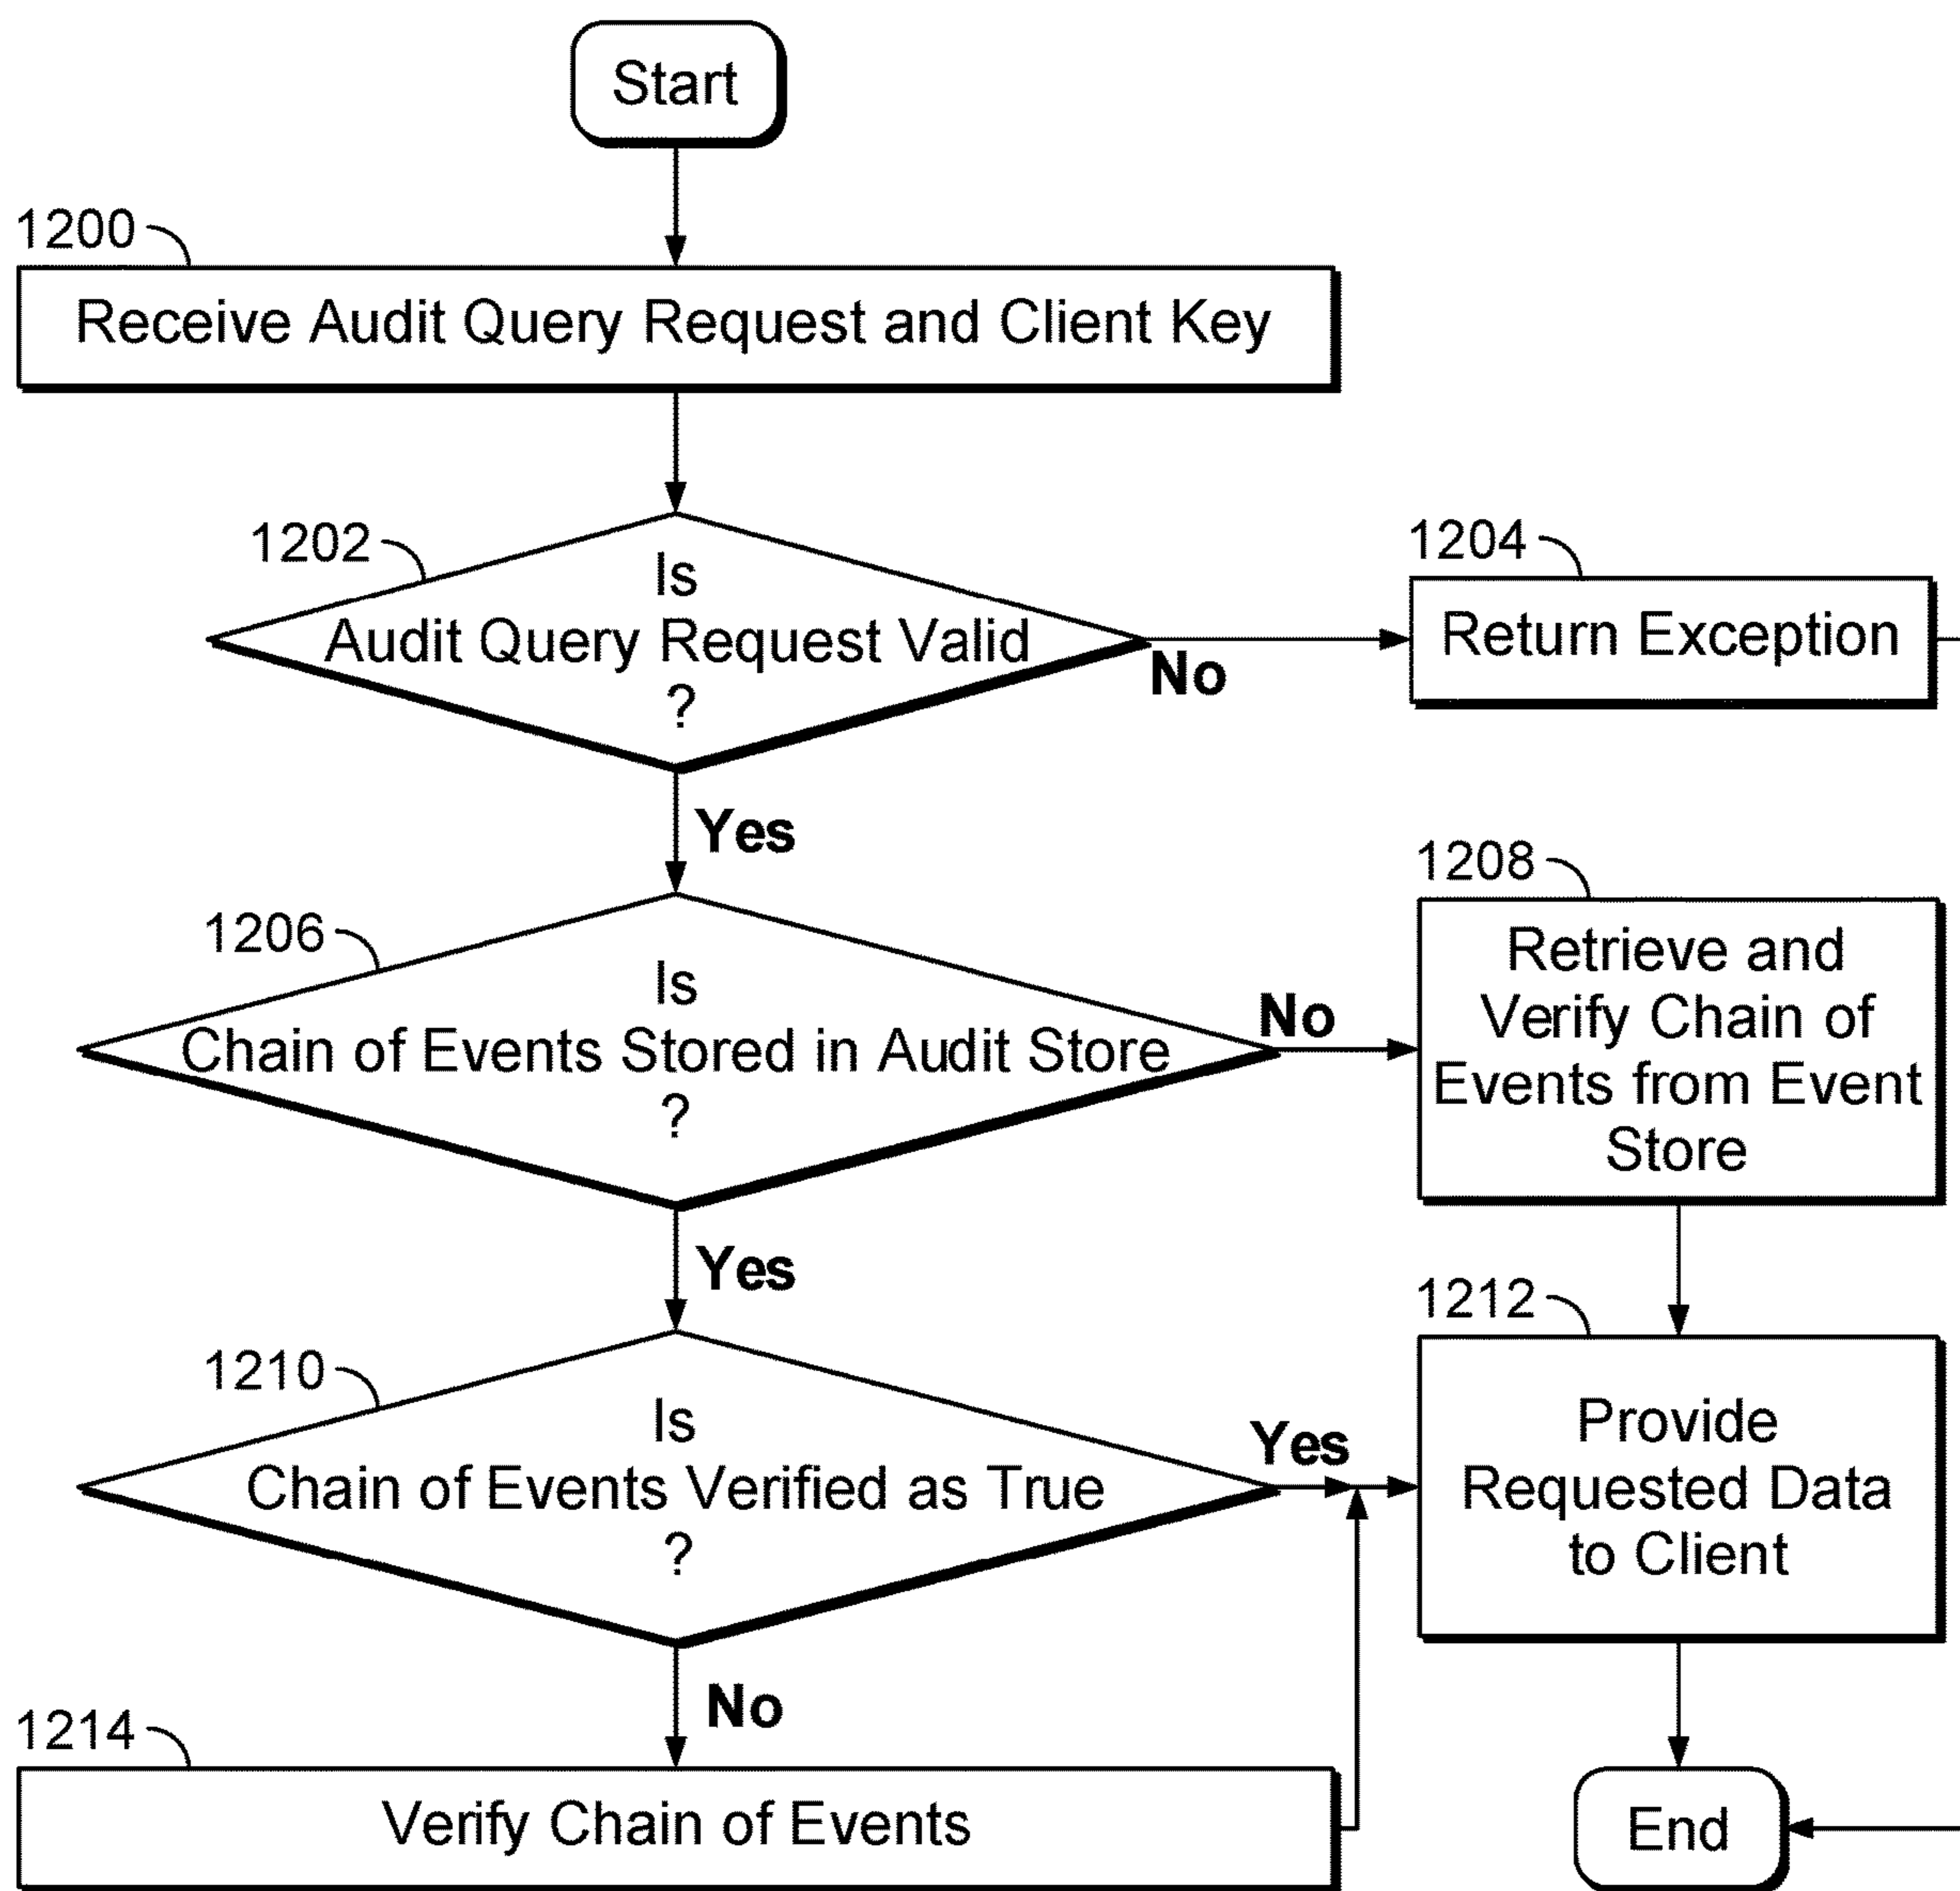 Start
1200
Receive Audit Query Request and Client Key
1202
Is
Audit Query Request Valid
?
No
1204
Return Exception
Yes
1206
Is
Chain of Events Stored in Audit Store
?
No
1208
Retrieve and
Verify Chain of
Events from Event
Store
Yes
1210
Is
Chain of Events Verified as True
?
Yes
1212
Provide
Requested Data
to Client
No
1214
Verify Chain of Events
End